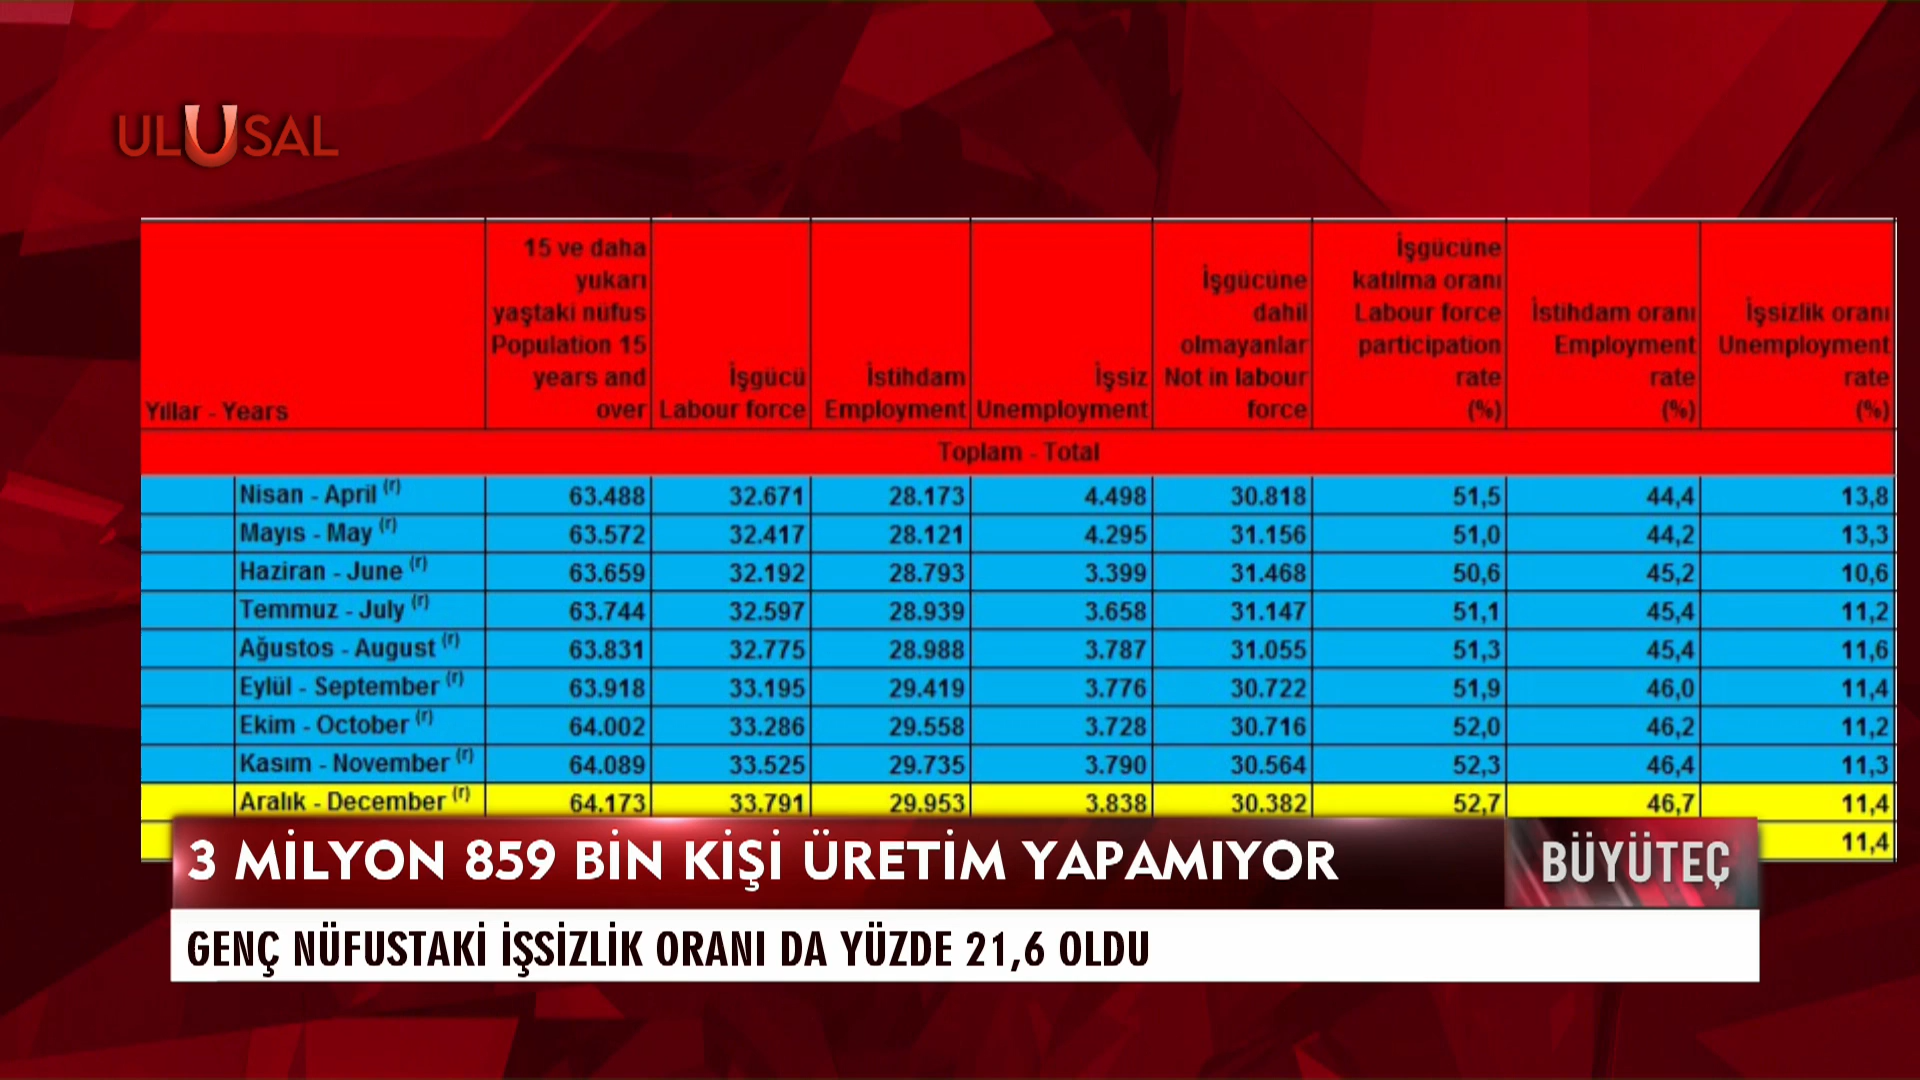 ULUSAL
Yıllar - Years
15 ve daha
yukarı
yaştaki nüfus
Population 15
years and
over
İşgücü
Labour force
İstihdam
Employment
İşsiz
Unemployment
İşgücüne
dahil
olmayanlar
Not in labour
force
İşgücüne
katılma oranı
Labour force
participation
rate
(%)
İstihdam oranı
Employment
rate
(%)
İşsizlik oranı
Unemployment
rate
(%)
Toplam - Total
Nisan - April (r) 63.488 32.671 28.173 4.498 30.818 51,5 44,4 13,8
Mayıs - May (r) 63.572 32.417 28.121 4.295 31.156 51,0 44,2 13,3
Haziran - June (r) 63.659 32.192 28.793 3.399 31.468 50,6 45,2 10,6
Temmuz - July (r) 63.744 32.597 28.939 3.658 31.147 51,1 45,4 11,2
Ağustos - August (r) 63.831 32.775 28.988 3.787 31.055 51,3 45,4 11,6
Eylül - September (r) 63.918 33.195 29.419 3.776 30.722 51,9 46,0 11,4
Ekim - October (r) 64.002 33.286 29.558 3.728 30.716 52,0 46,2 11,2
Kasım - November (r) 64.089 33.525 29.735 3.790 30.564 52,3 46,4 11,3
Aralık - December (r) 64.173 33.791 29.953 3.838 30.382 52,7 46,7 11,4
11,4
3 MİLYON 859 BİN KİŞİ ÜRETİM YAPAMIYOR
BÜYÜTEÇ
GENÇ NÜFUSTAKİ İŞSİZLİK ORANI DA YÜZDE 21,6 OLDU